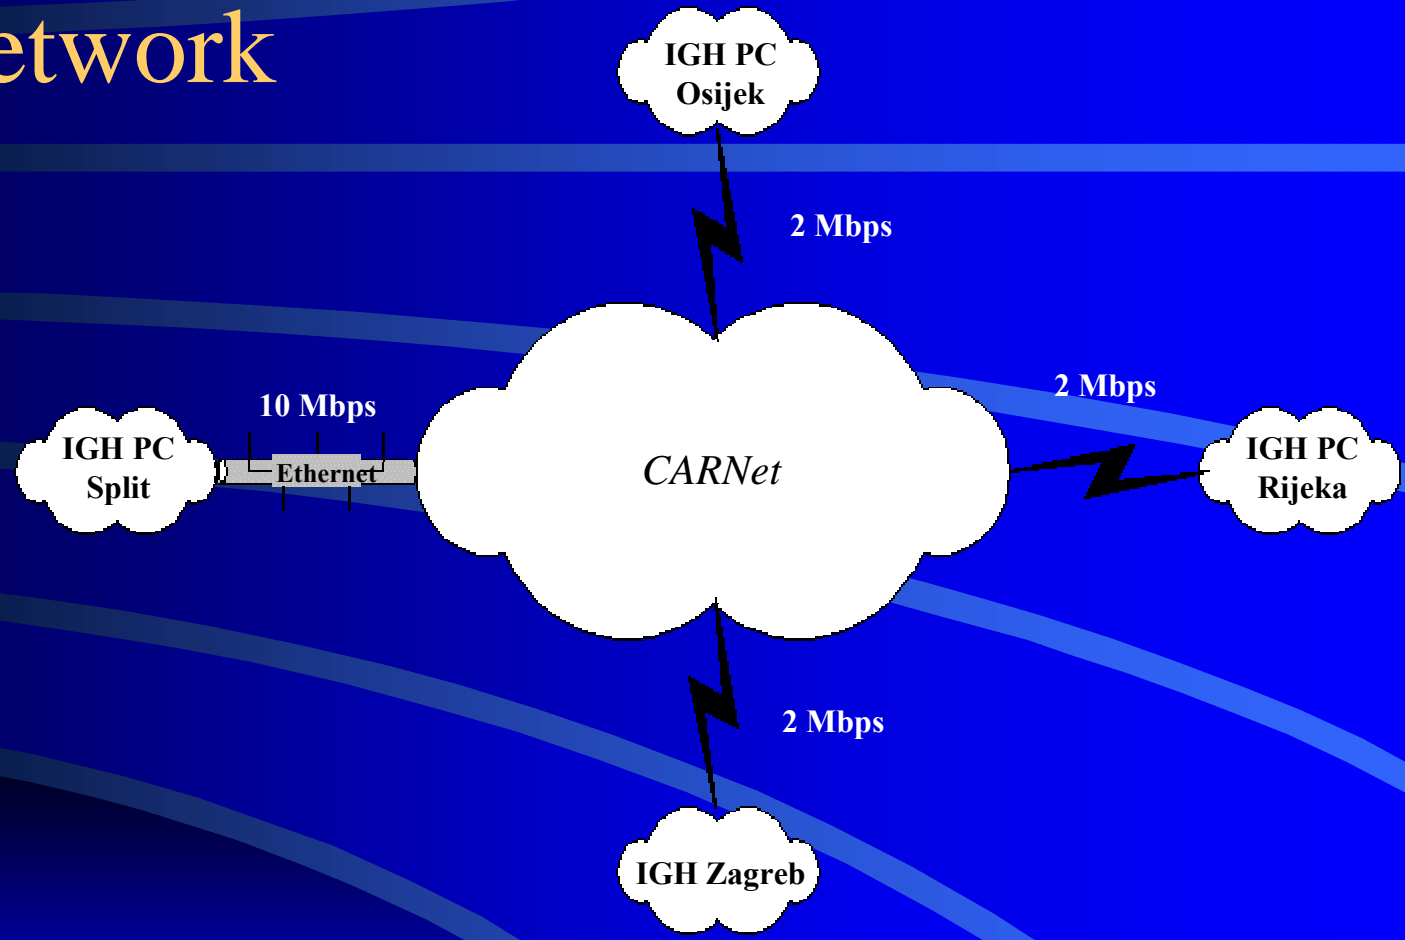 etwork
IGH PC
Osijek
2 Mbps
2 Mbps
10 Mbps
IGH PC
Split
Ethernet
CARNet
IGH PC
Rijeka
2 Mbps
IGH Zagreb